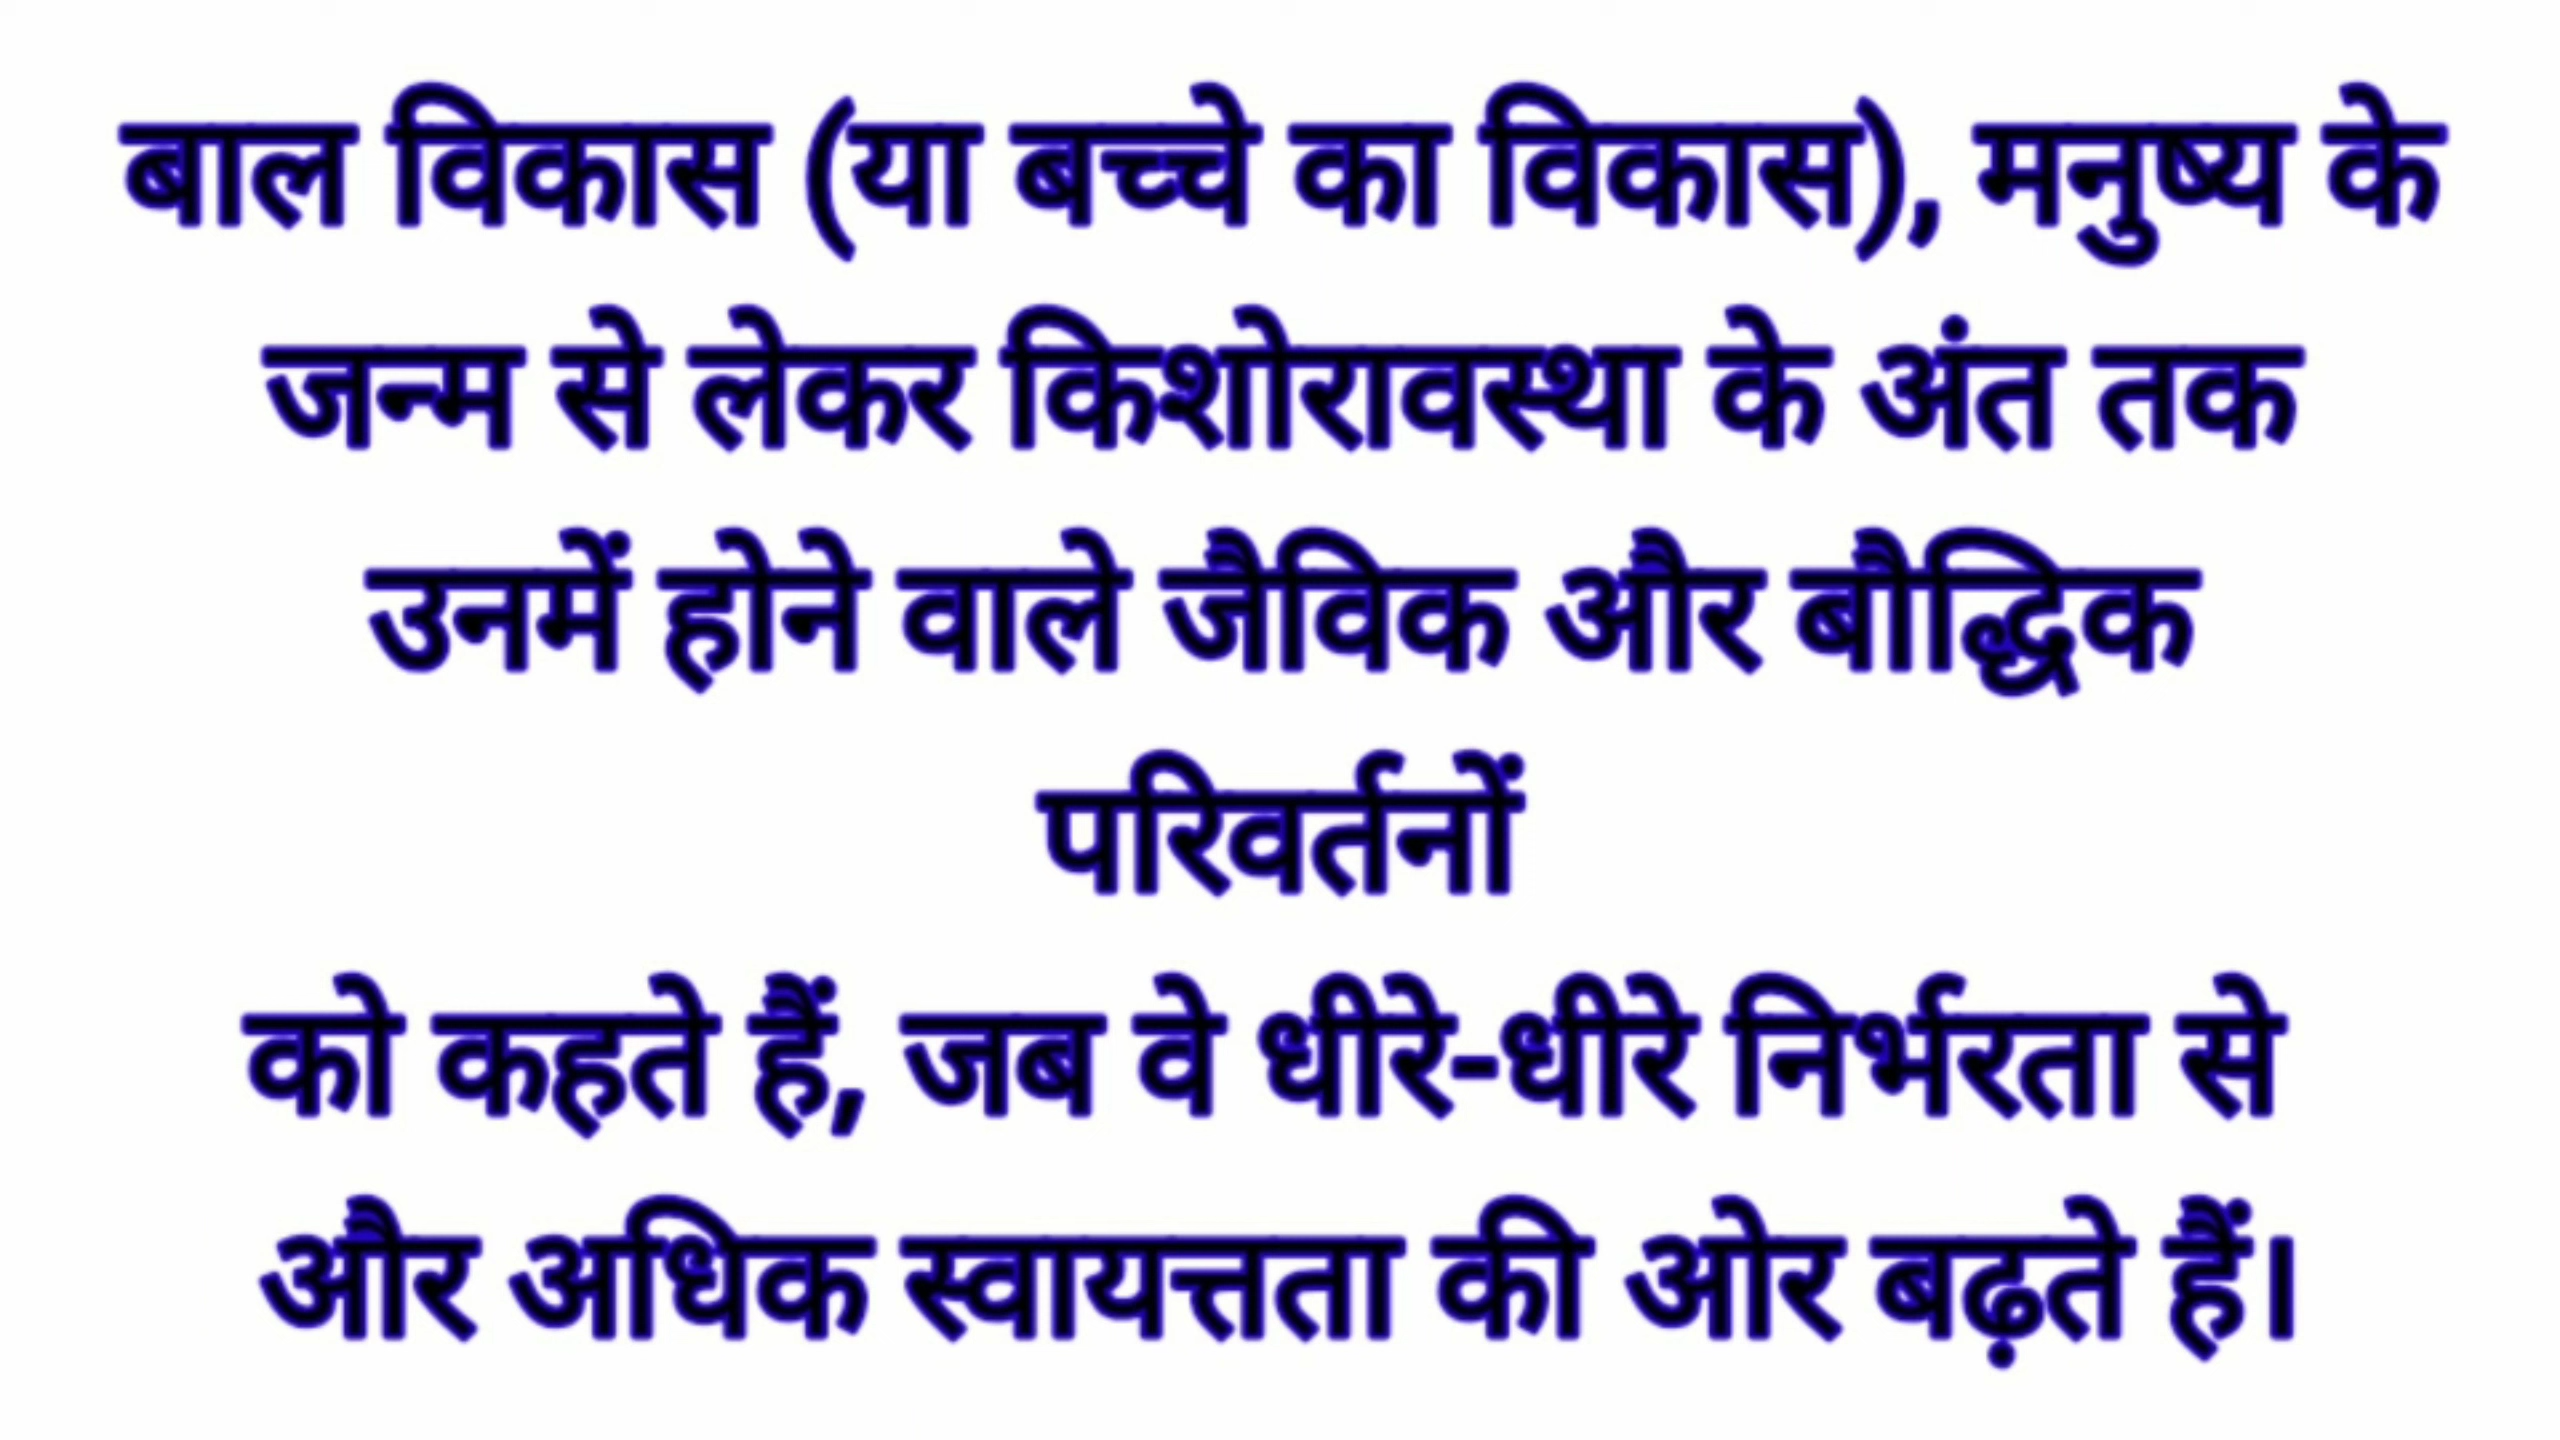 बाल विकास (या बच्चे का विकास), मनुष्य के
जन्म से लेकर किशोरावस्था के अंत तक
उनमें होने वाले जैविक और बौद्धिक
परिवर्तनों
को कहते हैं, जब वे धीरे-धीरे निर्भरता से
और अधिक स्वायत्तता की ओर बढ़ते हैं।